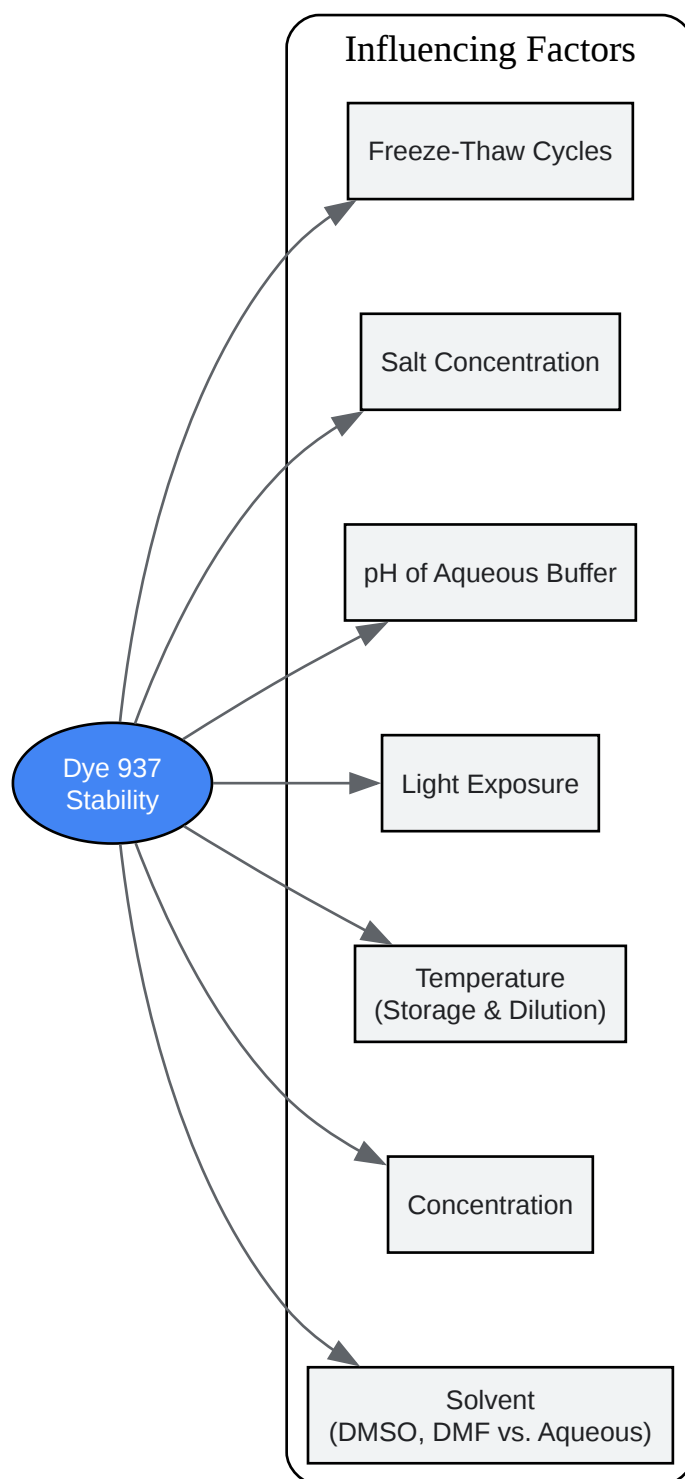 Influencing Factors
Freeze-Thaw Cycles
Salt Concentration
pH of Aqueous Buffer
Dye 937
Stability
Light Exposure
Temperature
(Storage & Dilution)
Concentration
Solvent
(DMSO, DMF vs. Aqueous)